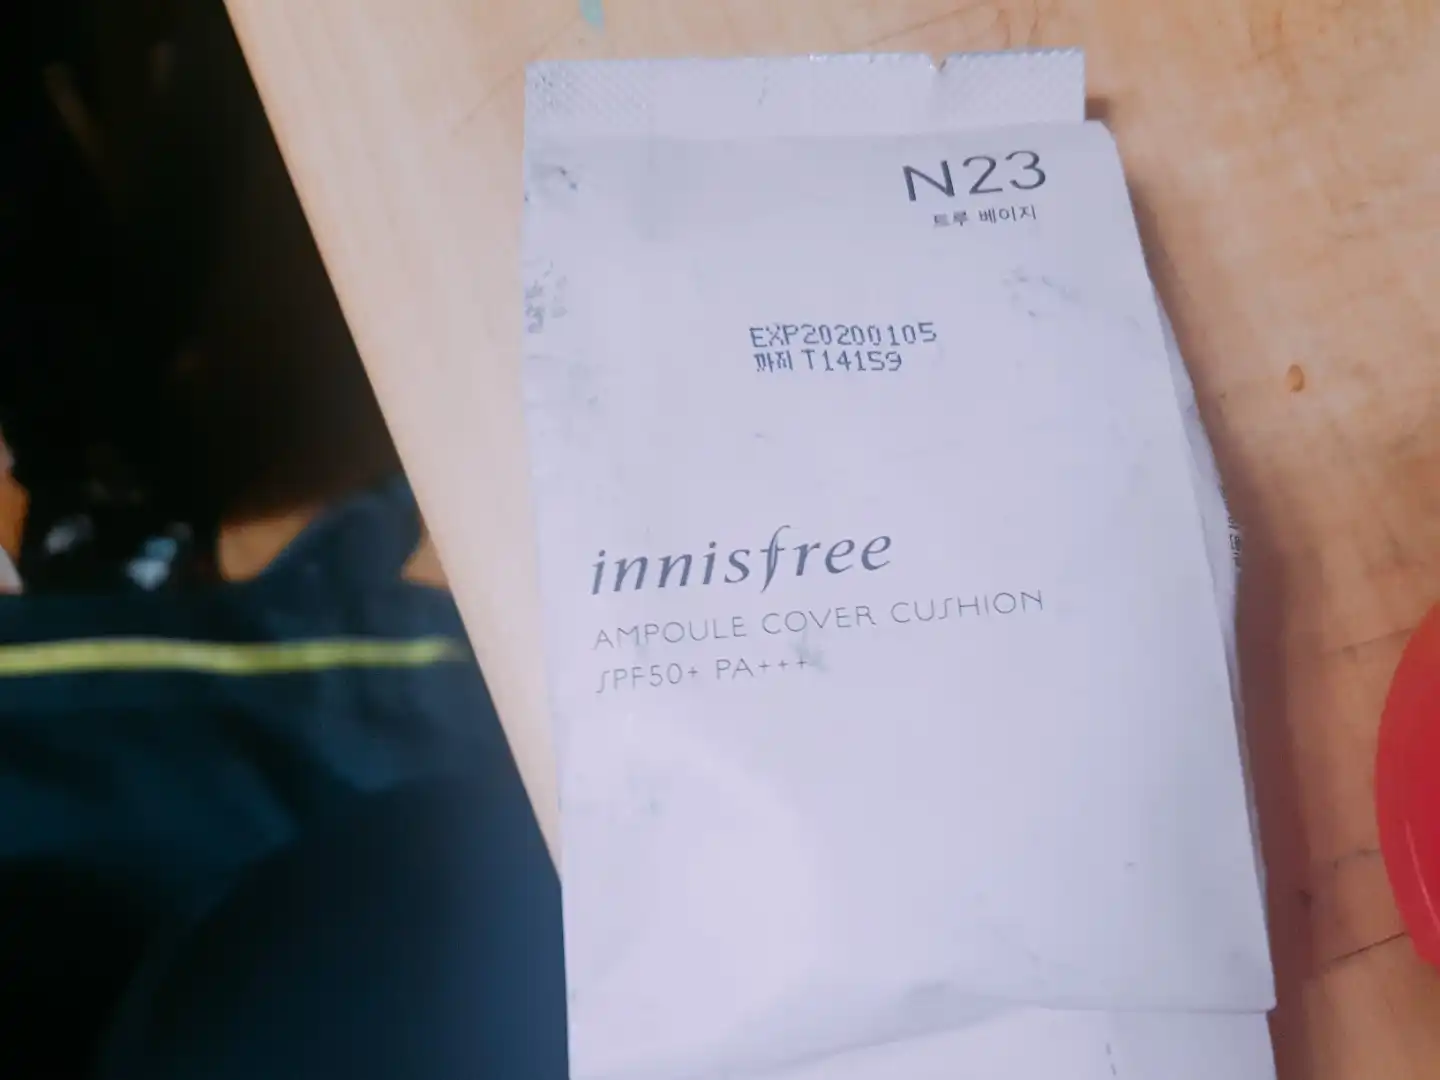 N23
트루 베이지
EXP20200105
까지 T14159
innisfree
AMPOULE COVER CUSHION
SPF50+ PA+++